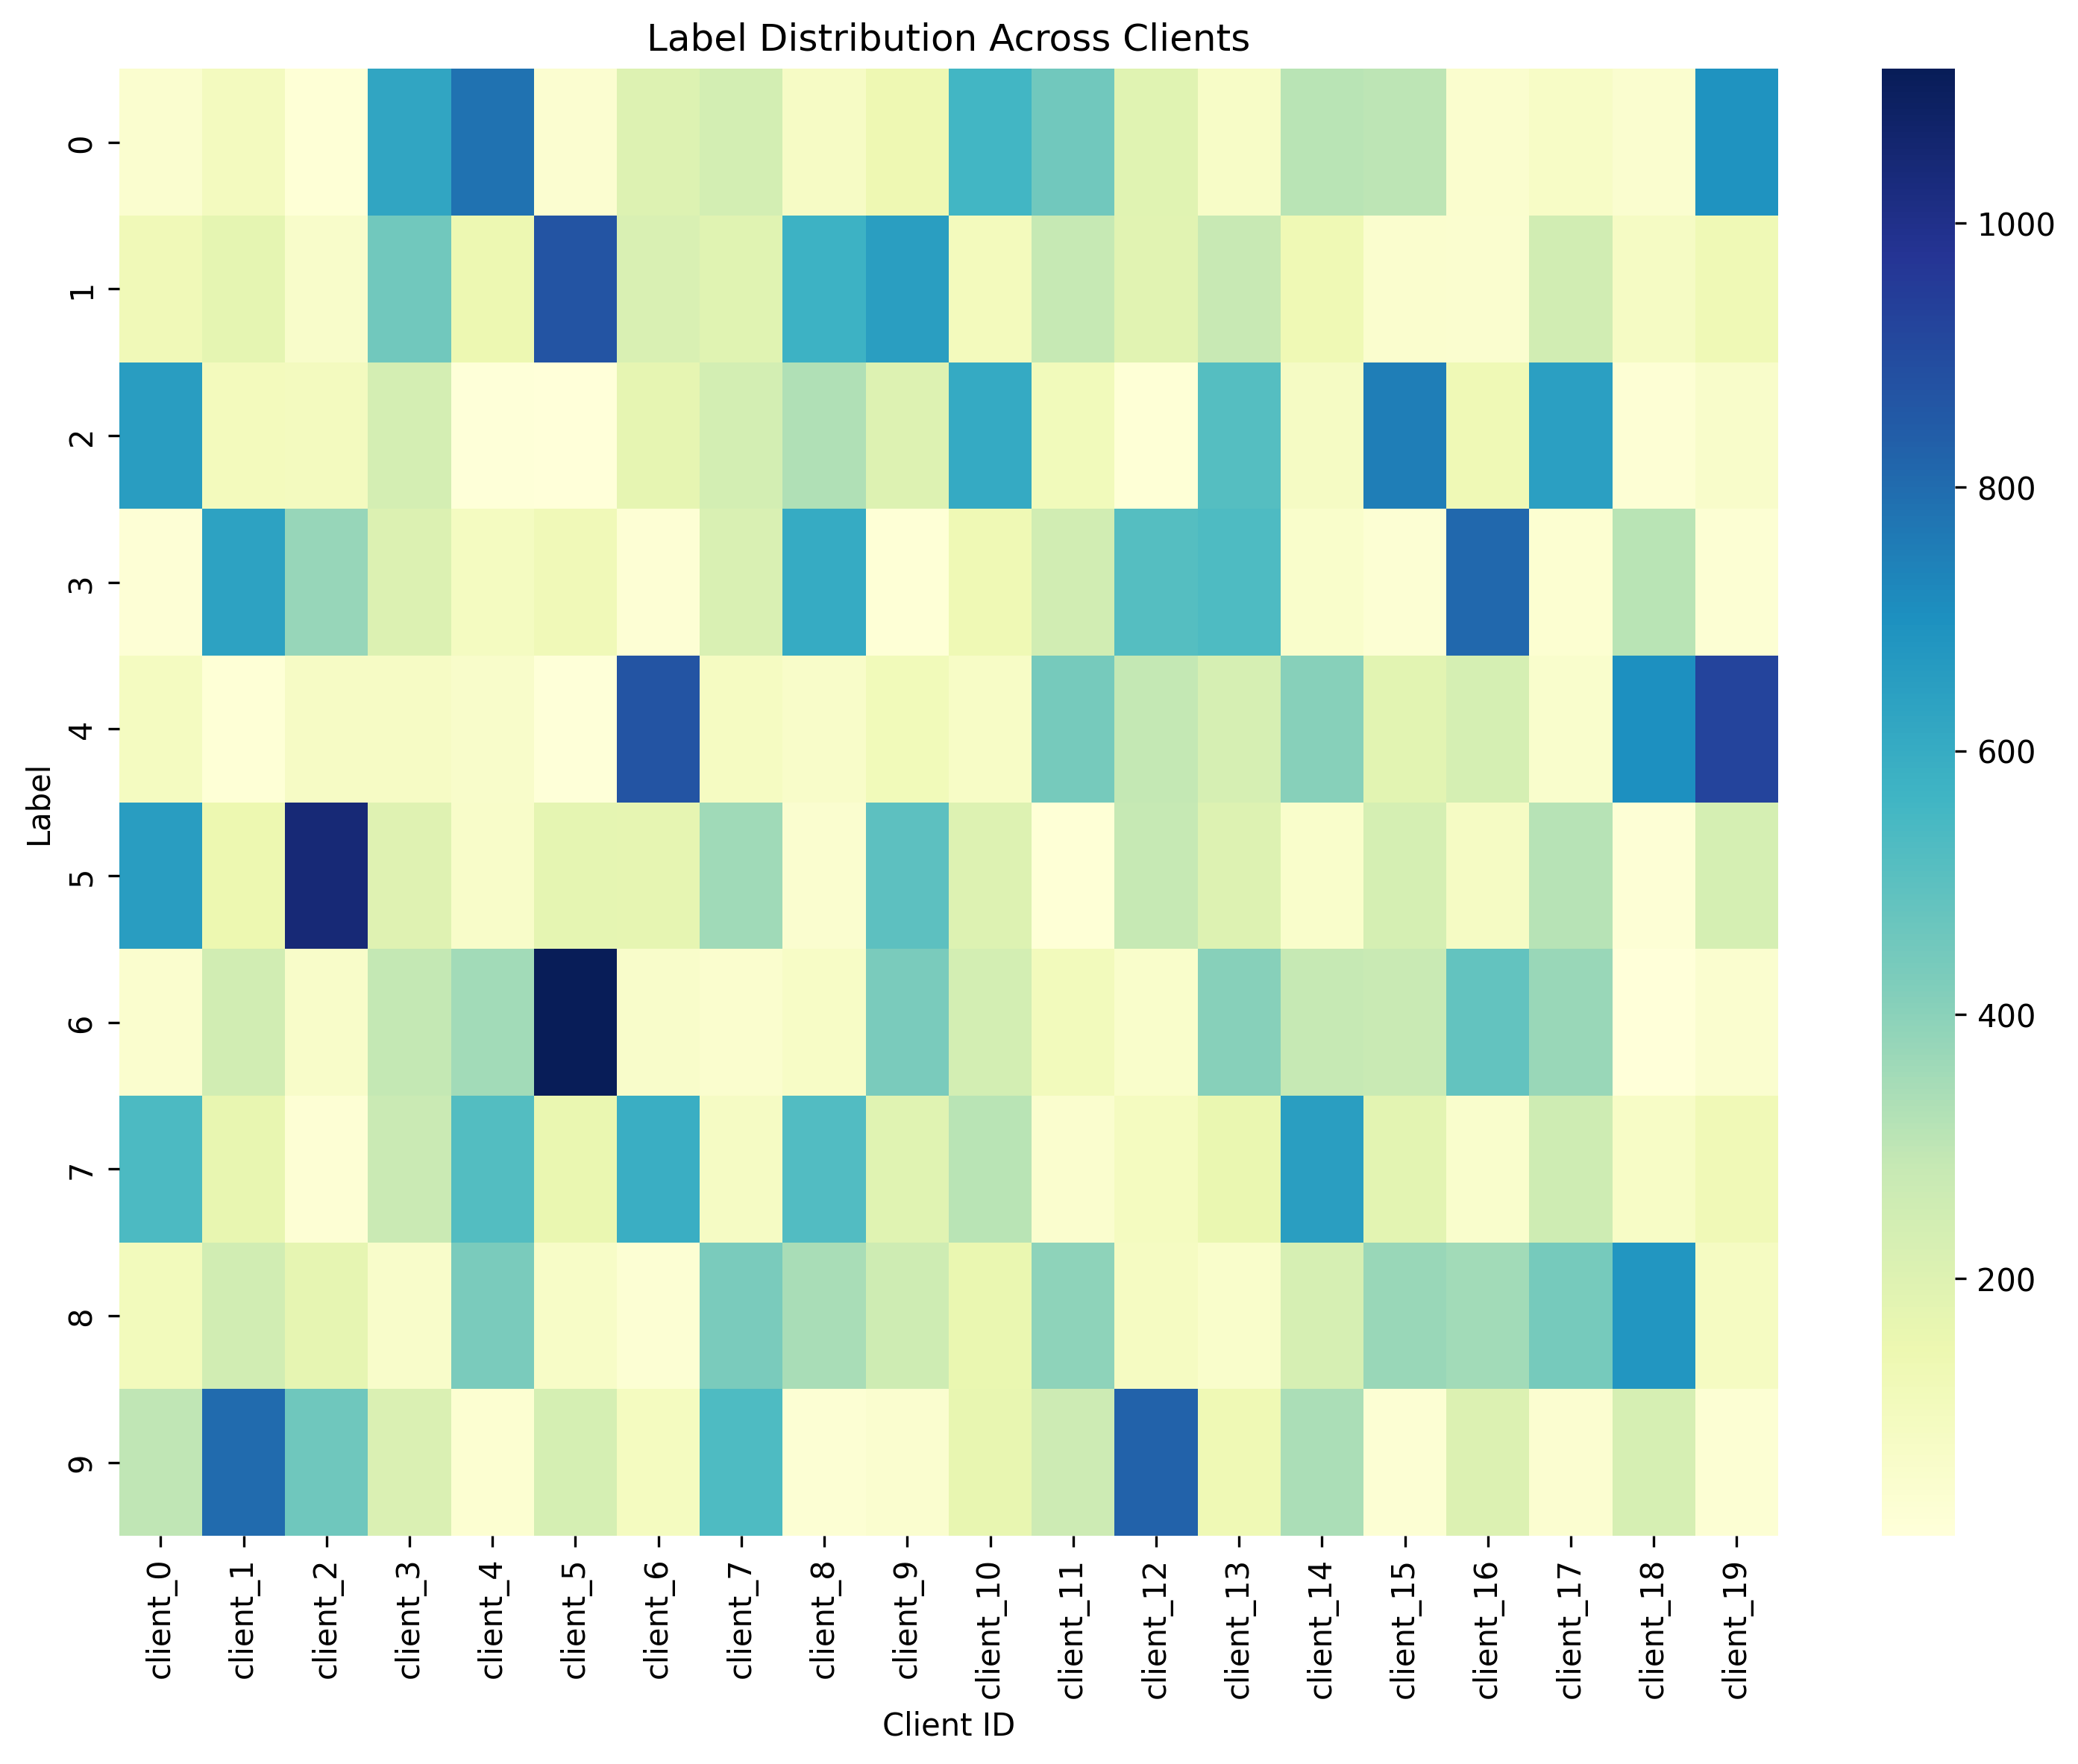 Label Distribution Across Clients
Label
0
1
2
3
4
5
6
7
8
9
client_0
client_1
client_2
client_3
client_4
client_5
client_6
client_7
client_8
client_9
client_10
client_11
client_12
client_13
client_14
client_15
client_16
client_17
client_18
client_19
Client ID
1000
800
600
400
200